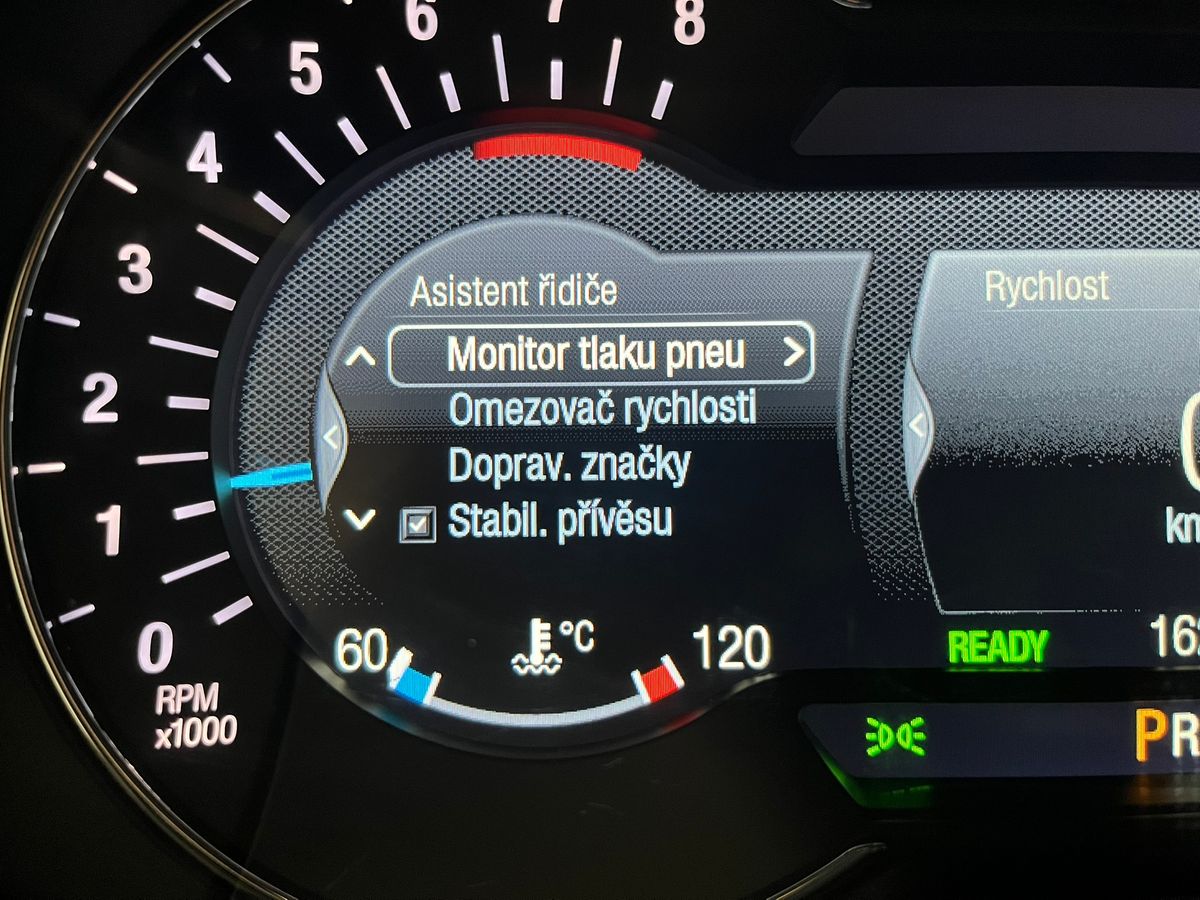 8
7
6
5
4
3
2
1
0
RPM
x1000
Asistent řidiče
Monitor tlaku pneu
Omezovač rychlosti
Doprav. značky
Stabil. přívěsu
60
°C
120
Rychlost
READY
PR